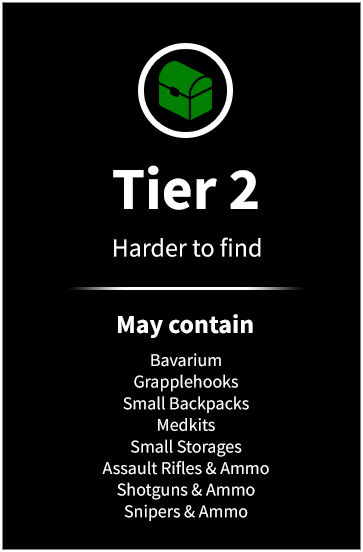 Tier 2
Harder to find
May contain
Bavarium
Grapplehooks
Small Backpacks
Medkits
Small Storages
Assault Rifles & Ammo
Shotguns & Ammo
Snipers & Ammo